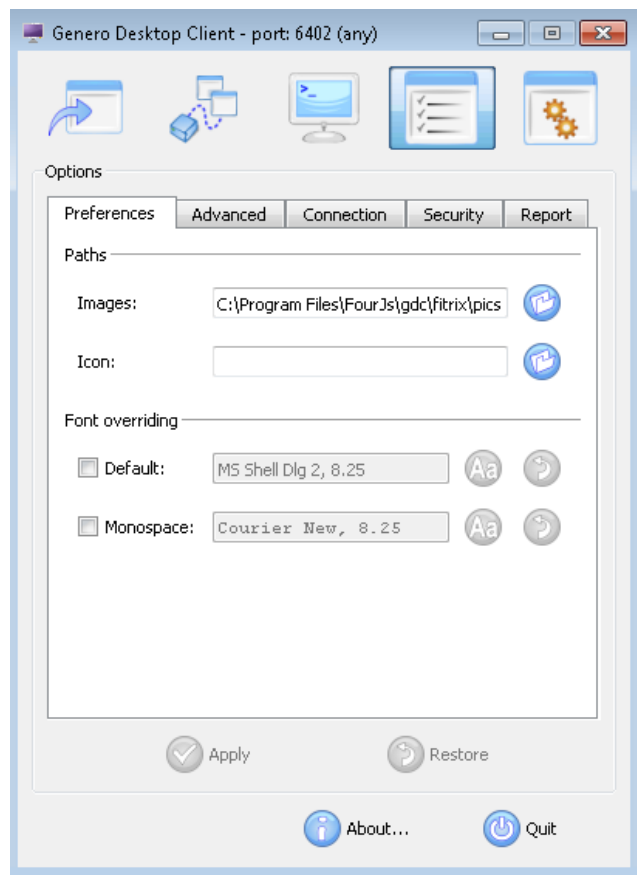 Genero Desktop Client - port: 6402 (any)
>_
Options
Preferences
Advanced
Connection
Security
Report
Paths
Images:
C:\Program Files\FourJs\gdc\fitrix\pics
Icon:
Font overriding
Default:
MS Shell Dlg 2, 8.25
Aa
Monospace:
Courier New, 8.25
Aa
Apply
Restore
i
About...
Quit